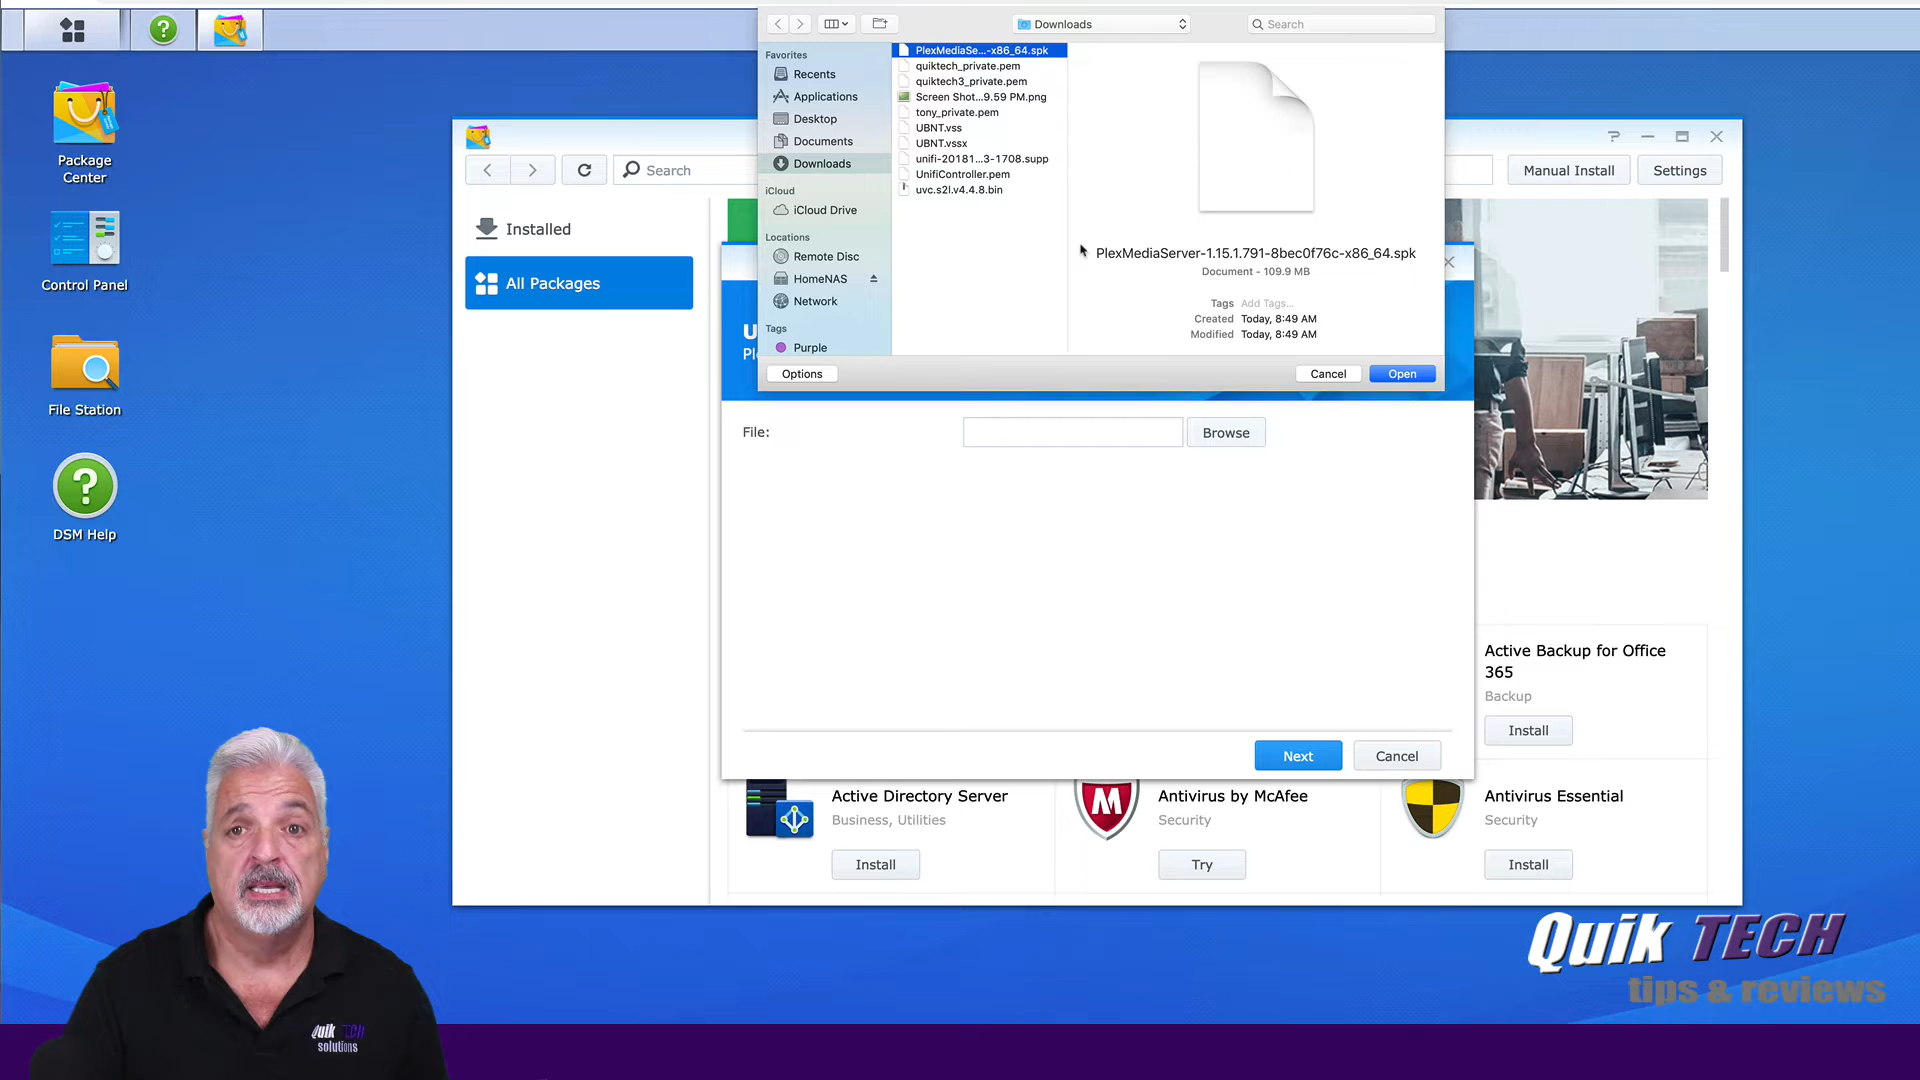 Downloads
Search
Favorites
Recents
Applications
Desktop
Documents
Downloads
iCloud
iCloud Drive
Locations
Remote Disc
HomeNAS
Network
Tags
Purple
PlexMediaSe...-x86_64.spk
quiktech_private.pem
quiktech3_private.pem
Screen Shot...9.59 PM.png
tony_private.pem
UBNT.vss
UBNT.vssx
unifi-20181...3-1708.supp
UnifiController.pem
uvc.s2l.v4.4.8.bin
PlexMediaServer-1.15.1.791-8bec0f76c-x86_64.spk
Document - 109.9 MB
Tags Add Tags...
Created Today, 8:49 AM
Modified Today, 8:49 AM
Options
Cancel
Open
Package
Center
Control Panel
File Station
DSM Help
Search
Manual Install
Settings
Installed
All Packages
U
Pl
File:
Browse
Next
Cancel
Active Backup for Office
365
Backup
Install
Active Directory Server
Business, Utilities
Install
Antivirus by McAfee
Security
Try
Antivirus Essential
Security
Install
Quik TECH
tips & reviews
Quik TECH
solutions